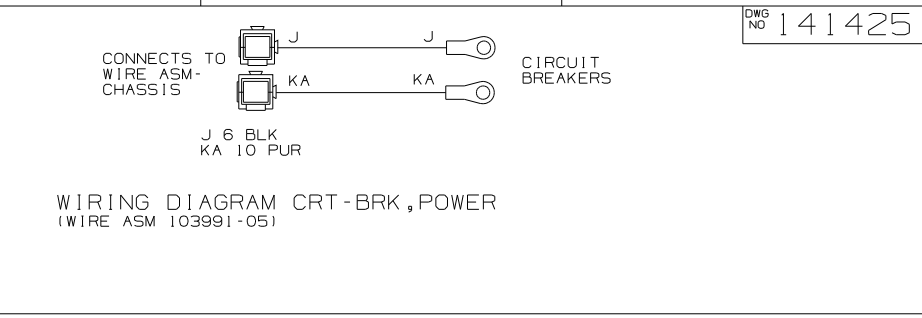 DWG
NO 141425
J J
CONNECTS TO
WIRE ASM-
CHASSIS
CIRCUIT
BREAKERS
KA KA
J 6 BLK
KA 10 PUR
WIRING DIAGRAM CRT-BRK,POWER
(WIRE ASM 103991-05)